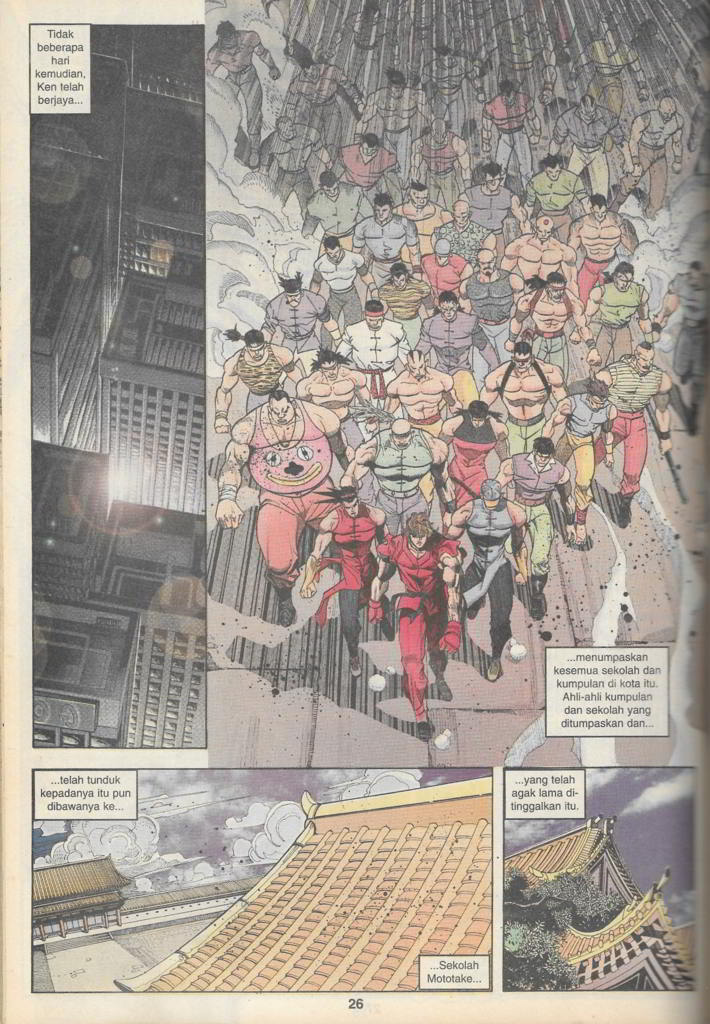 Tidak
beberapa
hari
kemudian,
Ken telah
berjaya...
...menumpaskan
kesemua sekolah dan
kumpulan di kota itu.
Ahli-ahli kumpulan
dan sekolah yang
ditumpaskan dan...
...telah tunduk
kepadanya itu pun
dibawanya ke...
...Sekolah
Mototake...
...yang telah
agak lama di-
tinggalkan itu.
26